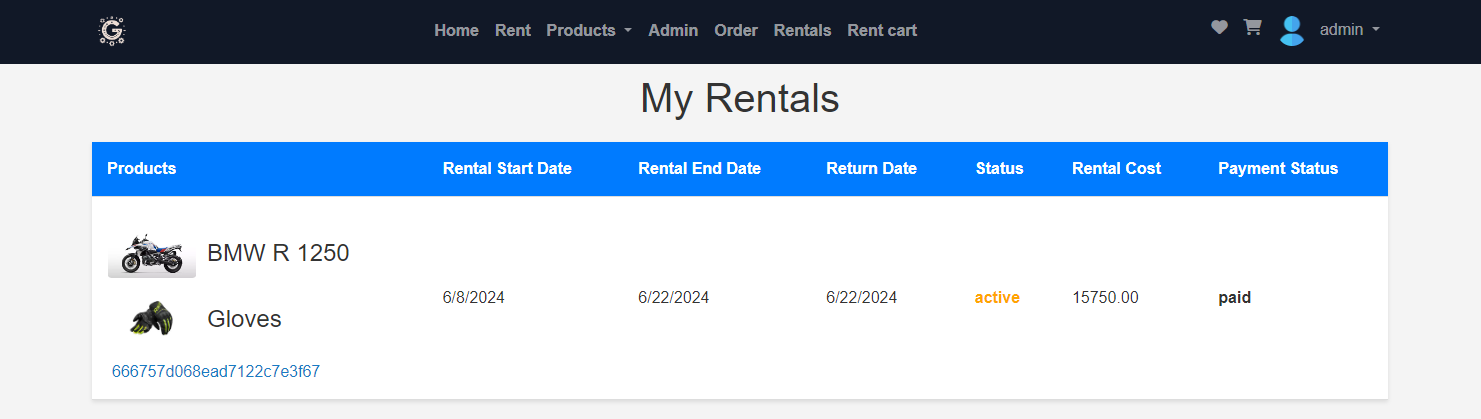 G
Home Rent Products Admin Order Rentals Rent cart admin
My Rentals
Products Rental Start Date Rental End Date Return Date Status Rental Cost Payment Status
BMW R 1250
6/8/2024 6/22/2024 6/22/2024 active 15750.00 paid
Gloves
666757d068ead7122c7e3f67